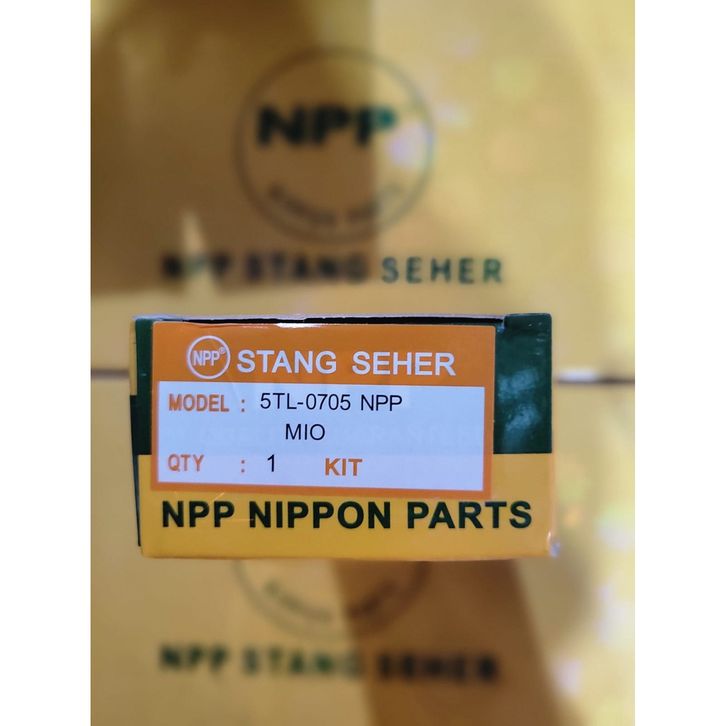 NPP
NPP STANG SEHER
NPP® STANG SEHER
MODEL : 5TL-0705 NPP
MIO
QTY : 1 KIT
NPP NIPPON PARTS
NPP STANG SEHER